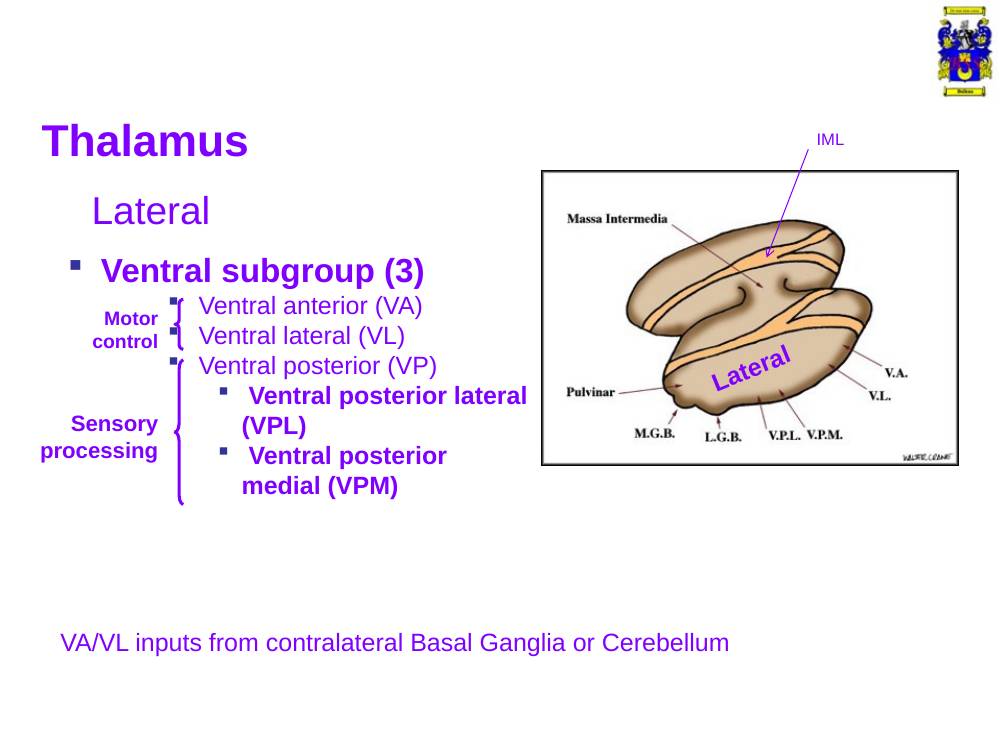 Thalamus
IML
Lateral
Massa Intermedia
Ventral subgroup (3)
Ventral anterior (VA)
Motor
control
Ventral lateral (VL)
Ventral posterior (VP)
Lateral
V.A.
Pulvinar
Ventral posterior lateral
V.L.
(VPL)
Sensory
processing
M.G.B.
L.G.B.
V.P.L.
V.P.M.
Ventral posterior
medial (VPM)
WALTER CRANE
VA/VL inputs from contralateral Basal Ganglia or Cerebellum